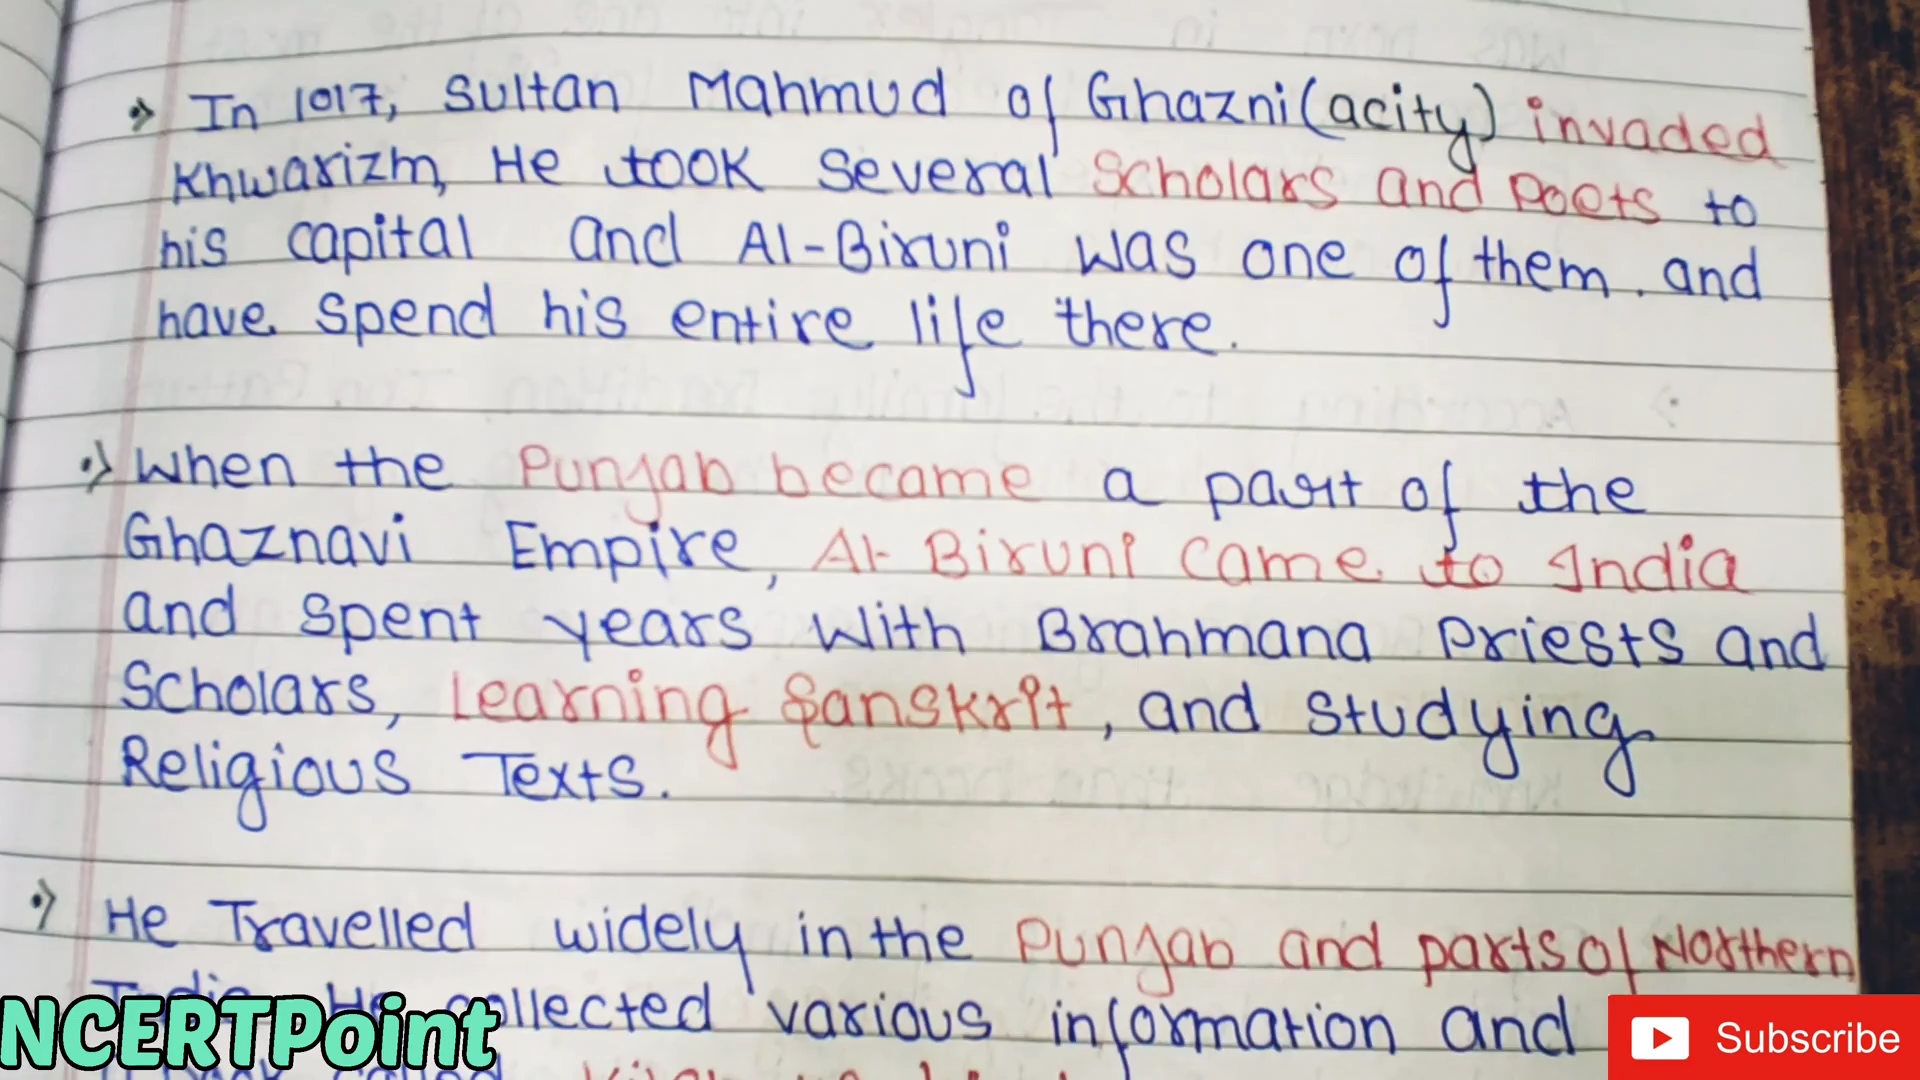 In 1017, Sultan Mahmud of Ghazni (acity) invaded
Khwarizm, He took several Scholars and Poets to
his capital and Al-Biruni was one of them. and
have spend his entire life there.
When the Punjab became a part of the
Ghaznavi Empire, Al-Biruni came to India
and spent years with Brahmana Priests and
Scholars, Learning Sanskrit, and studying
Religious Texts.
He Travelled widely in the Punjab and parts of Northern
India. He collected various information and
NCERTPoint
Subscribe